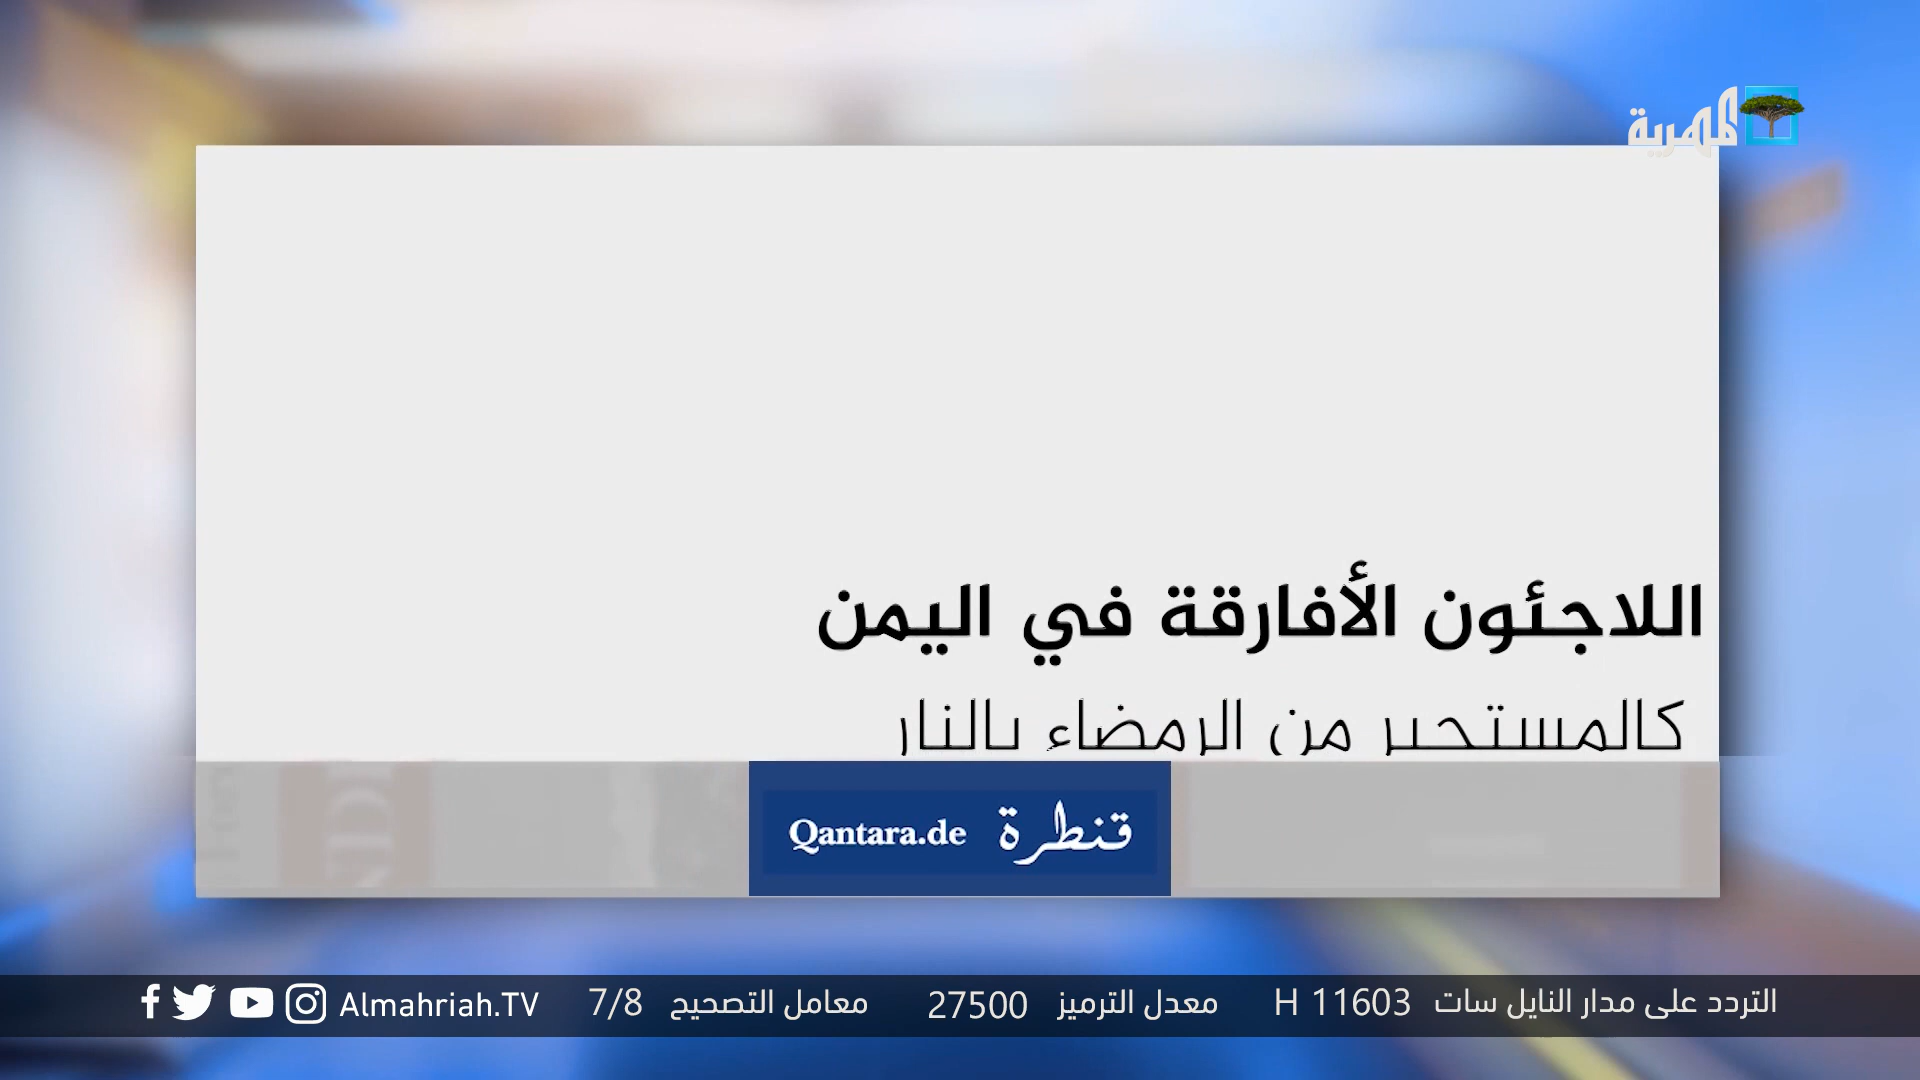 المهرية
اللاجئون الأفارقة في اليمن
كالمستجير من الرمضاء بالنار
Qantara.de قنطرة
التردد على مدار النايل سات 11603 H معدل الترميز 27500 معامل التصحيح 7/8 Almahriah.TV